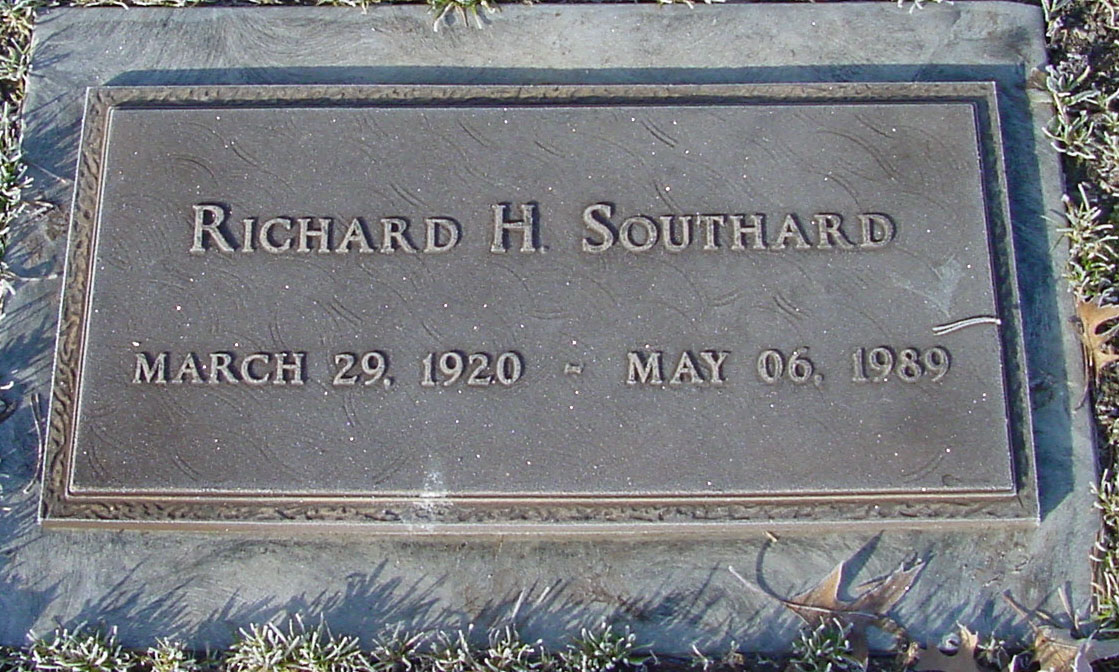 Richard H. Southard
March 29, 1920 - May 06, 1989